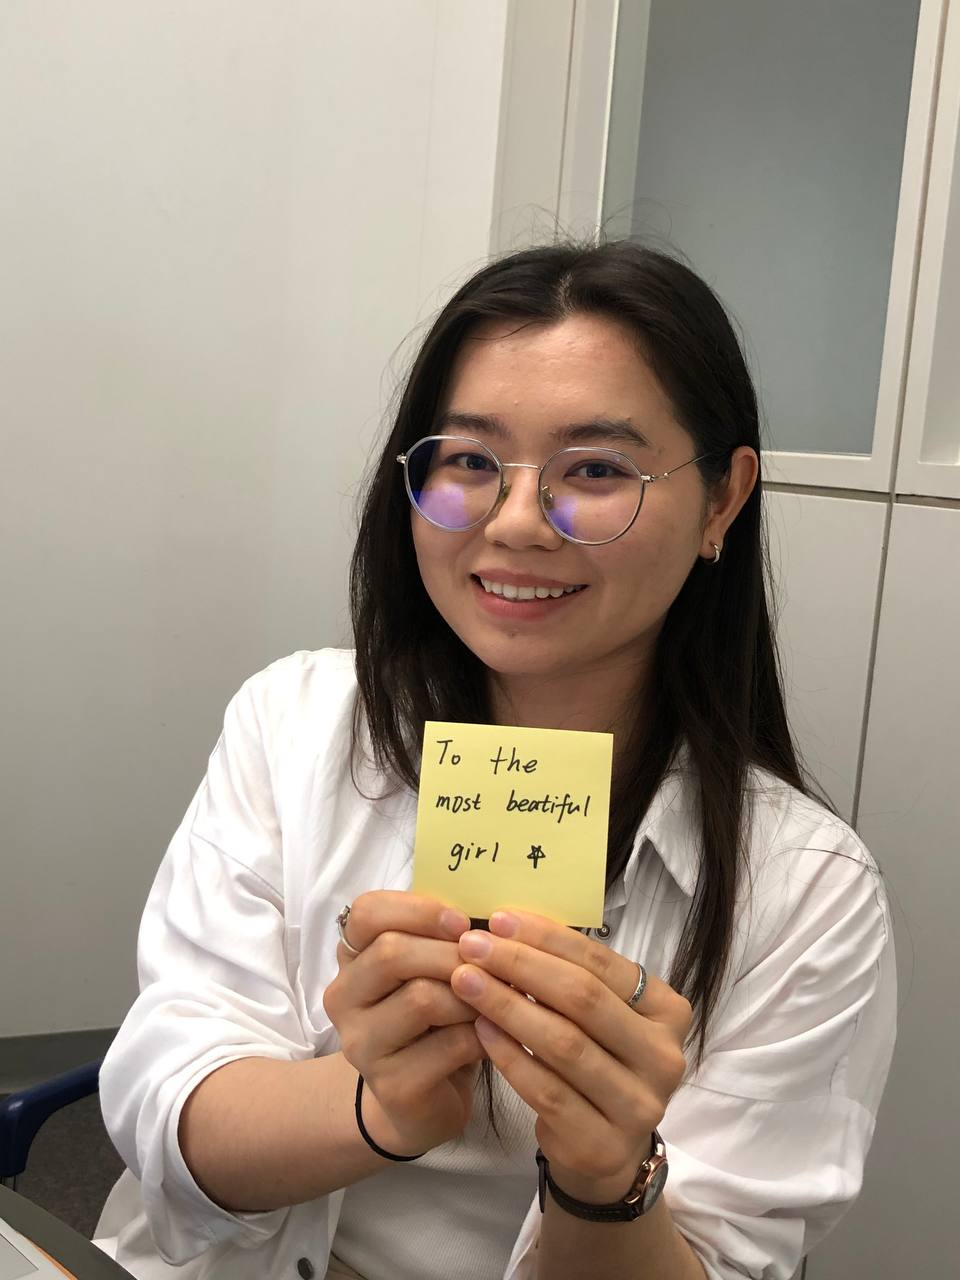 To the
most beatiful
girl ☆